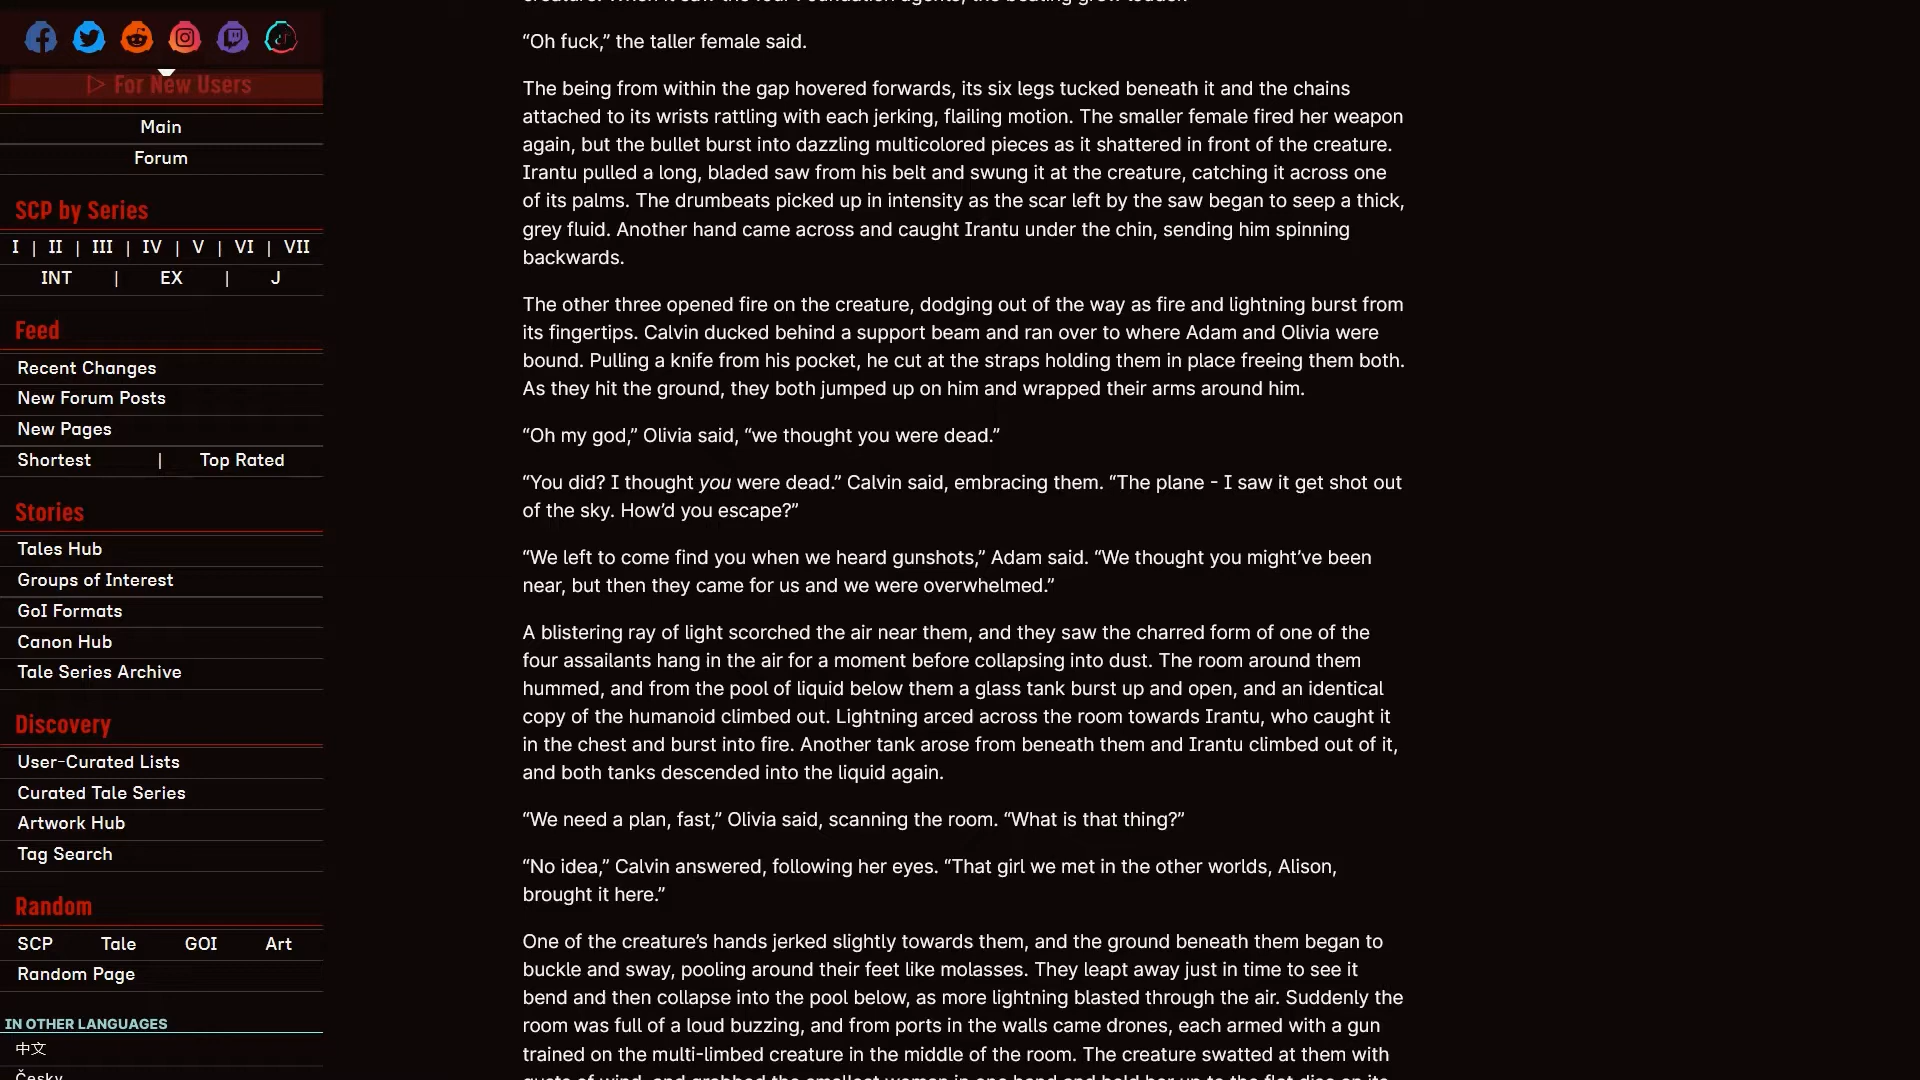 ▷ For New Users
Main
Forum
SCP by Series
I | II | III | IV | V | VI | VII
INT | EX | J
Feed
Recent Changes
New Forum Posts
New Pages
Shortest | Top Rated
Stories
Tales Hub
Groups of Interest
GoI Formats
Canon Hub
Tale Series Archive
Discovery
User-Curated Lists
Curated Tale Series
Artwork Hub
Tag Search
Random
SCP Tale GOI Art
Random Page
IN OTHER LANGUAGES
中文
Česky
“Oh fuck,” the taller female said.
The being from within the gap hovered forwards, its six legs tucked beneath it and the chains
attached to its wrists rattling with each jerking, flailing motion. The smaller female fired her weapon
again, but the bullet burst into dazzling multicolored pieces as it shattered in front of the creature.
Irantu pulled a long, bladed saw from his belt and swung it at the creature, catching it across one
of its palms. The drumbeats picked up in intensity as the scar left by the saw began to seep a thick,
grey fluid. Another hand came across and caught Irantu under the chin, sending him spinning
backwards.
The other three opened fire on the creature, dodging out of the way as fire and lightning burst from
its fingertips. Calvin ducked behind a support beam and ran over to where Adam and Olivia were
bound. Pulling a knife from his pocket, he cut at the straps holding them in place freeing them both.
As they hit the ground, they both jumped up on him and wrapped their arms around him.
“Oh my god,” Olivia said, “we thought you were dead.”
“You did? I thought you were dead.” Calvin said, embracing them. “The plane - I saw it get shot out
of the sky. How’d you escape?”
“We left to come find you when we heard gunshots,” Adam said. “We thought you might’ve been
near, but then they came for us and we were overwhelmed.”
A blistering ray of light scorched the air near them, and they saw the charred form of one of the
four assailants hang in the air for a moment before collapsing into dust. The room around them
hummed, and from the pool of liquid below them a glass tank burst up and open, and an identical
copy of the humanoid climbed out. Lightning arced across the room towards Irantu, who caught it
in the chest and burst into fire. Another tank arose from beneath them and Irantu climbed out of it,
and both tanks descended into the liquid again.
“We need a plan, fast,” Olivia said, scanning the room. “What is that thing?”
“No idea,” Calvin answered, following her eyes. “That girl we met in the other worlds, Alison,
brought it here.”
One of the creature’s hands jerked slightly towards them, and the ground beneath them began to
buckle and sway, pooling around their feet like molasses. They leapt away just in time to see it
bend and then collapse into the pool below, as more lightning blasted through the air. Suddenly the
room was full of a loud buzzing, and from ports in the walls came drones, each armed with a gun
trained on the multi-limbed creature in the middle of the room. The creature swatted at them with